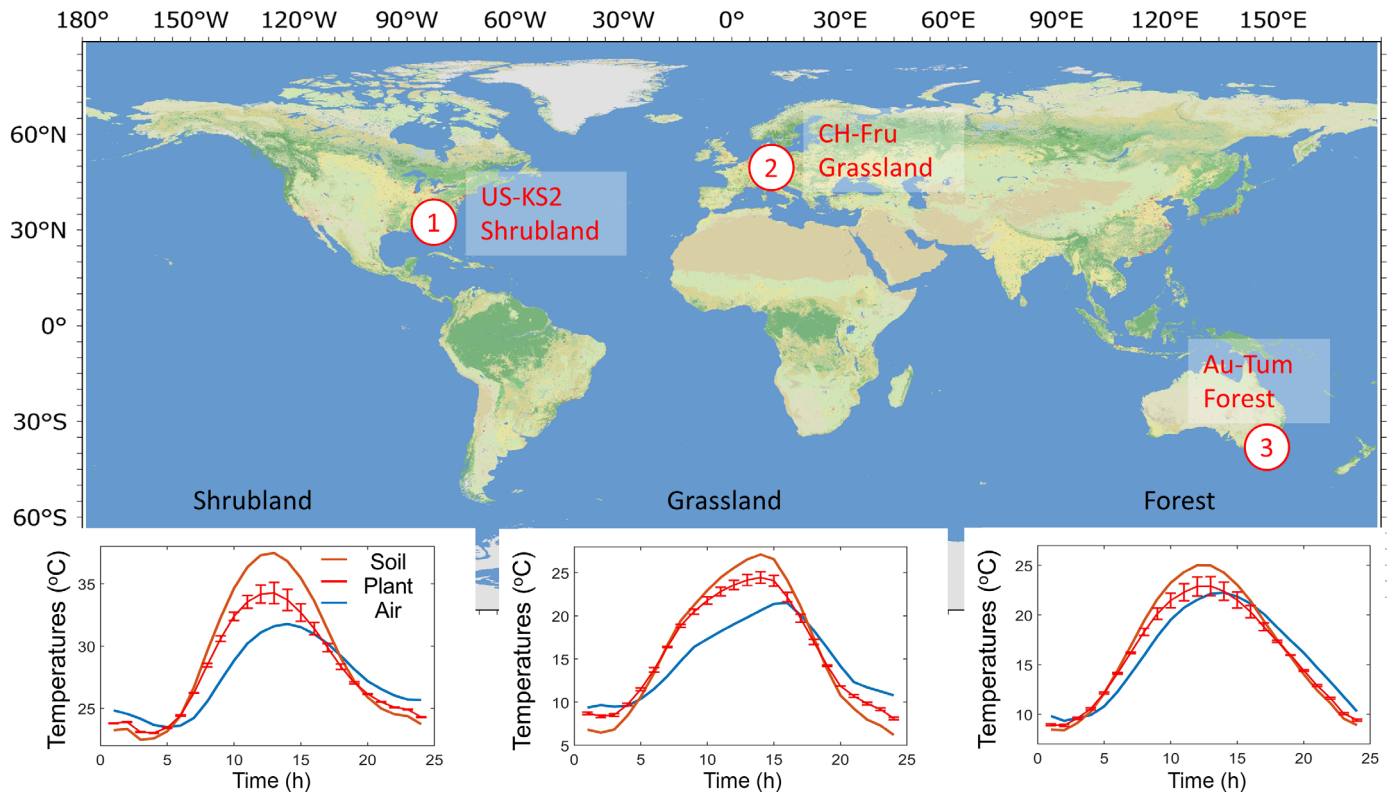 180° 150°W 120°W 90°W 60°W 30°W 0° 30°E 60°E 90°E 120°E 150°E
60°N
30°N
0°
30°S
60°S
1
US-KS2
Shrubland
2
CH-Fru
Grassland
Au-Tum
Forest
3
Shrubland
Grassland
Forest
Temperatures (ºC)
35
30
25
0 5 10 15 20 25
Time (h)
Soil
Plant
Air
Temperatures (ºC)
25
20
15
10
5
0 5 10 15 20 25
Time (h)
Temperatures (ºC)
25
20
15
10
0 5 10 15 20 25
Time (h)